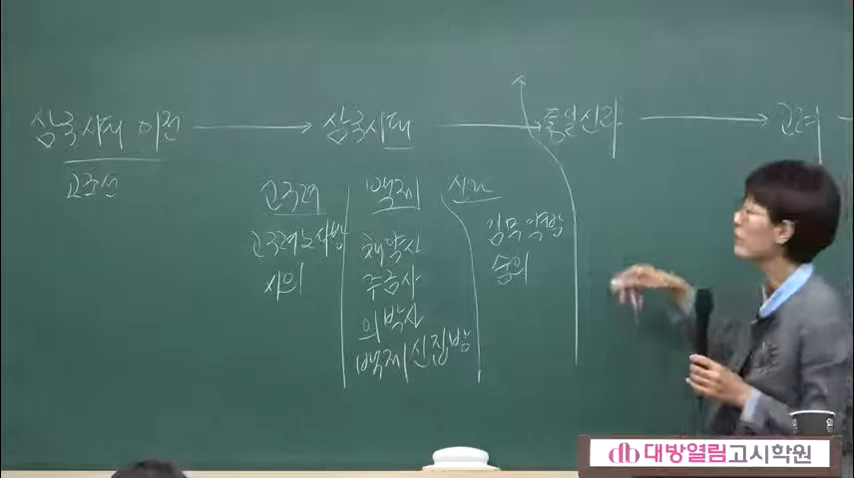 삼국시대 이전
고조선
삼국시대
고구려
고구려노사방
시의
백제
채약사
주금사
의박사
백제신집방
신라
김무약방
승의
통일신라
고려
대방열림고시학원